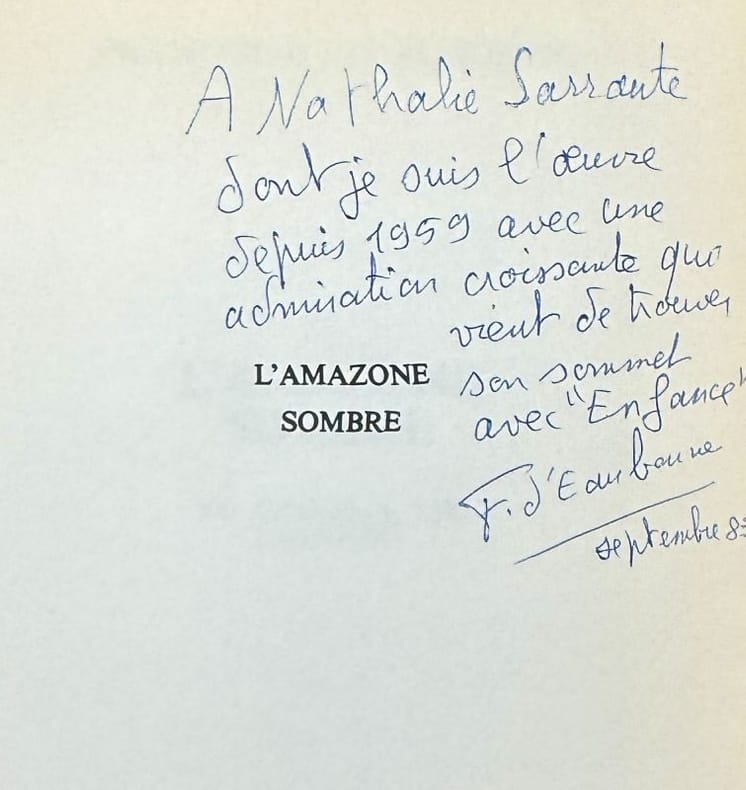 A Nathalie Sarraute
dont je suis l'œuvre
depuis 1959 avec une
admiration croissante qui
vient de trouver
L'AMAZONE
son sommet
SOMBRE
avec "Enfance"
F. d'Eaubonne
septembre 83